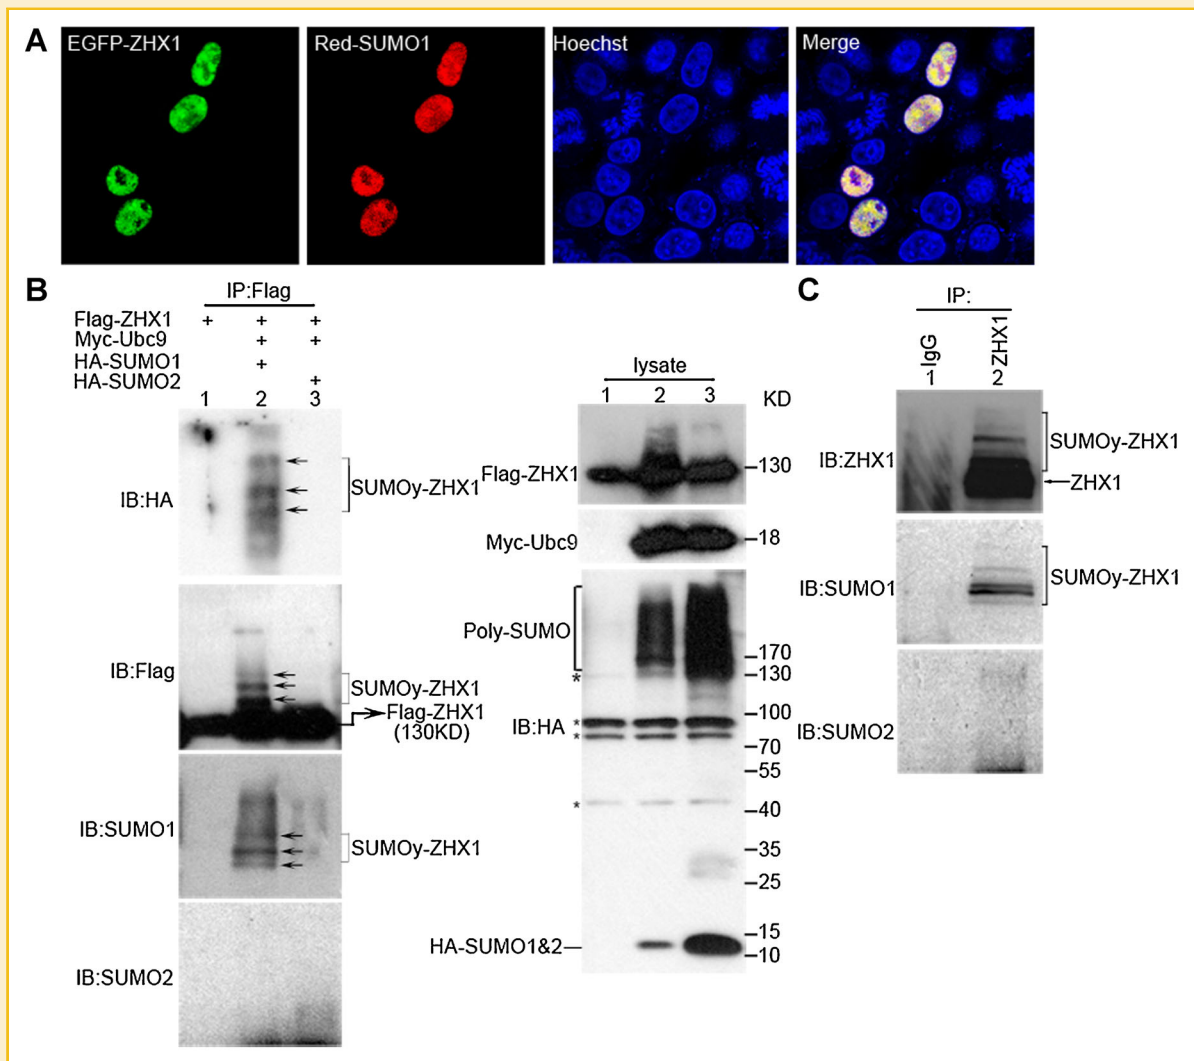 A
EGFP-ZHX1
Red-SUMO1
Hoechst
Merge
B
IP:Flag
Flag-ZHX1 + + +
Myc-Ubc9 + +
HA-SUMO1 +
HA-SUMO2 +
1 2 3
IB:HA
SUMOy-ZHX1
IB:Flag
SUMOy-ZHX1
Flag-ZHX1
(130KD)
IB:SUMO1
SUMOy-ZHX1
IB:SUMO2
lysate
1 2 3 KD
Flag-ZHX1
130
Myc-Ubc9
18
Poly-SUMO
170
130
*
100
IB:HA
*
*
70
55
*
40
35
25
15
HA-SUMO1&2
10
C
IP:
IgG
ZHX1
1 2
IB:ZHX1
SUMOy-ZHX1
ZHX1
IB:SUMO1
SUMOy-ZHX1
IB:SUMO2